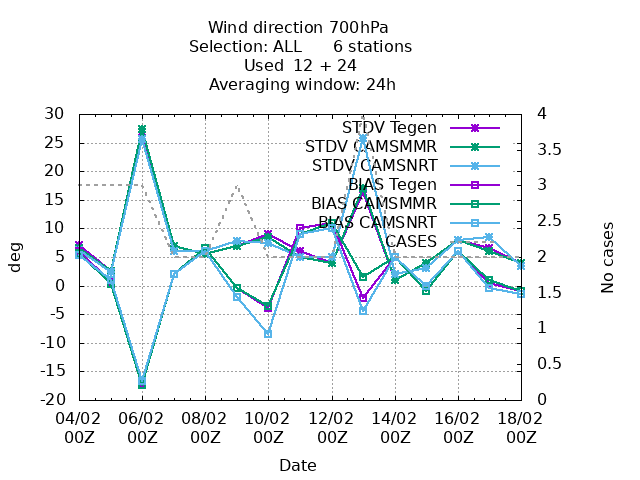 Wind direction 700hPa
Selection: ALL 6 stations
Used 12 + 24
Averaging window: 24h
30
25
20
15
10
5
0
-5
-10
-15
-20
deg
4
3.5
3
2.5
2
1.5
1
0.5
0
No cases
STDV Tegen
STDV CAMSMMR
STDV CAMSNRT
BIAS Tegen
BIAS CAMSMMR
BIAS CAMSNRT
CASES
04/02 06/02 08/02 10/02 12/02 14/02 16/02 18/02
00Z 00Z 00Z 00Z 00Z 00Z 00Z 00Z
Date